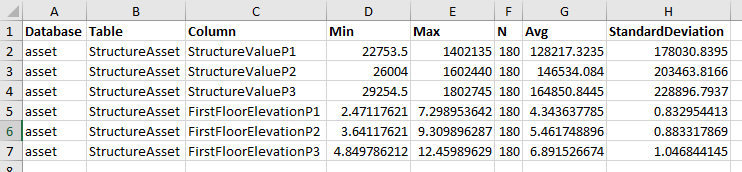 A B C D E F G H
1 Database Table Column Min Max N Avg StandardDeviation
2 asset StructureAsset StructureValueP1 22753.5 1402135 180 128217.3235 178030.8395
3 asset StructureAsset StructureValueP2 26004 1602440 180 146534.084 203463.8166
4 asset StructureAsset StructureValueP3 29254.5 1802745 180 164850.8445 228896.7937
5 asset StructureAsset FirstFloorElevationP1 2.47117621 7.298953642 180 4.343637785 0.832954413
6 asset StructureAsset FirstFloorElevationP2 3.64117621 9.309896287 180 5.461748896 0.883317869
7 asset StructureAsset FirstFloorElevationP3 4.849786212 12.45989629 180 6.891526674 1.046844145